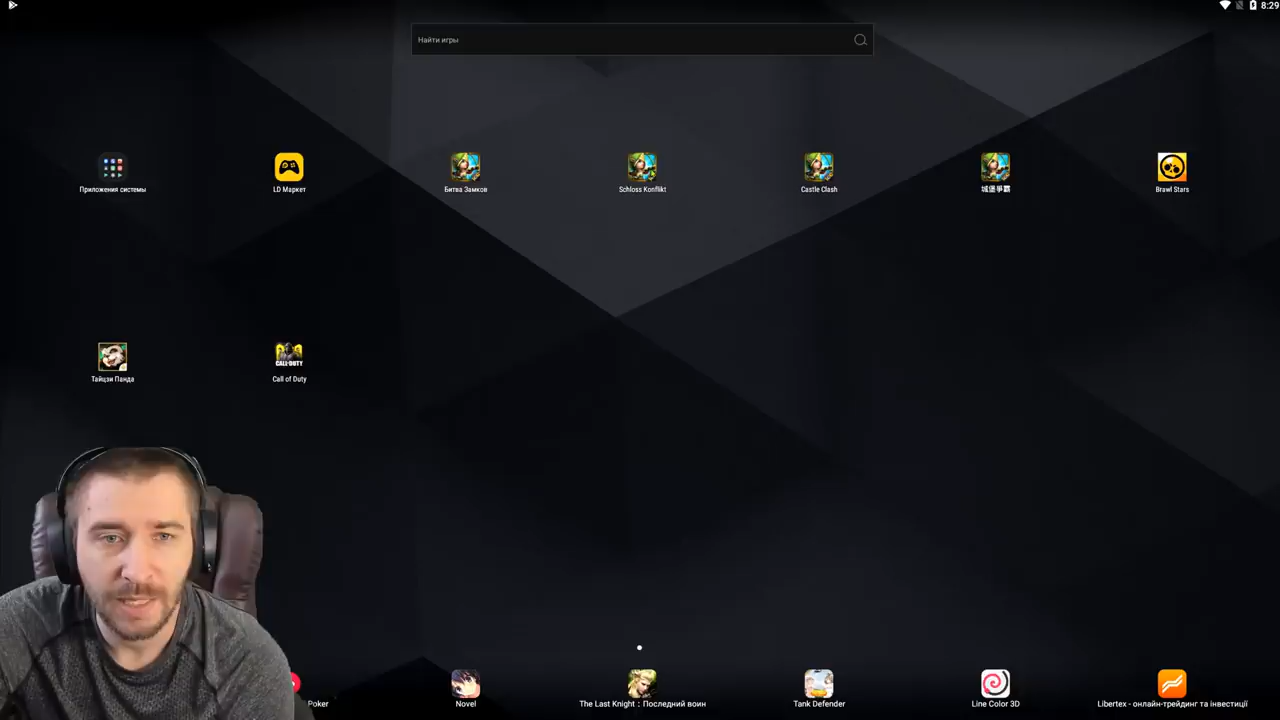 8:29
Найти игры
Приложения системы
LD Маркет
Битва Замков
Schloss Konflikt
Castle Clash
城堡爭霸
Brawl Stars
Тайцзи Панда
CALL·DUTY
Call of Duty
Poker
Novel
The Last Knight : Последний воин
Tank Defender
Line Color 3D
Libertex - онлайн-трейдинг та інвестиції